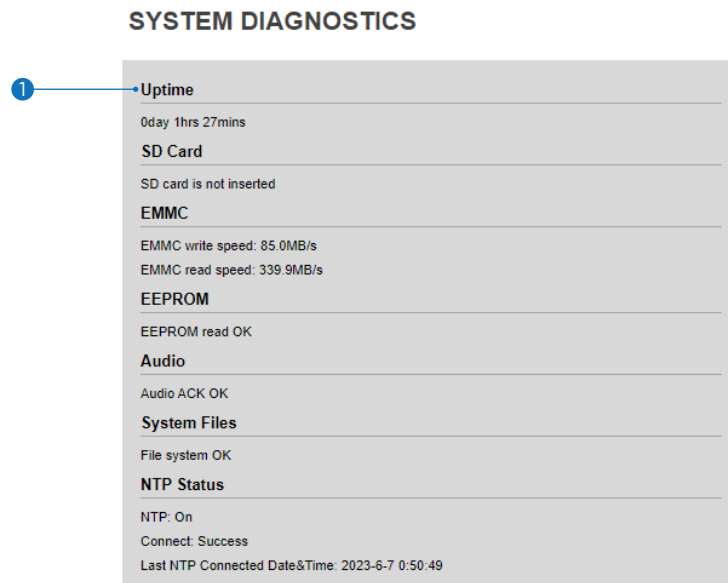 SYSTEM DIAGNOSTICS
1
Uptime
0day 1hrs 27mins
SD Card
SD card is not inserted
EMMC
EMMC write speed: 85.0MB/s
EMMC read speed: 339.9MB/s
EEPROM
EEPROM read OK
Audio
Audio ACK OK
System Files
File system OK
NTP Status
NTP: On
Connect: Success
Last NTP Connected Date&Time: 2023-6-7 0:50:49